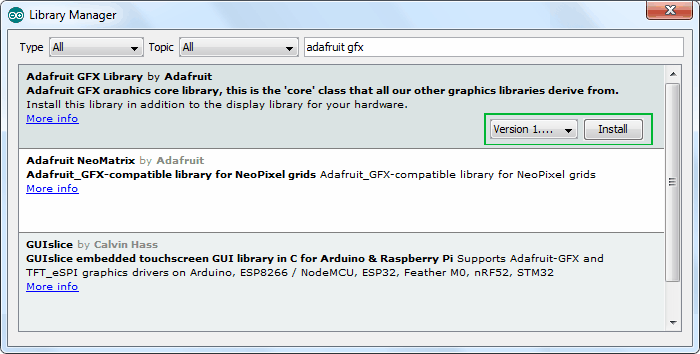 Library Manager
Type All Topic All adafruit gfx
Adafruit GFX Library by Adafruit
Adafruit GFX graphics core library, this is the 'core' class that all our other graphics libraries derive from.
Install this library in addition to the display library for your hardware.
More info
Version 1.... Install
Adafruit NeoMatrix by Adafruit
Adafruit_GFX-compatible library for NeoPixel grids Adafruit_GFX-compatible library for NeoPixel grids
More info
GUIslice by Calvin Hass
GUIslice embedded touchscreen GUI library in C for Arduino & Raspberry Pi Supports Adafruit-GFX and
TFT_eSPI graphics drivers on Arduino, ESP8266 / NodeMCU, ESP32, Feather M0, nRF52, STM32
More info